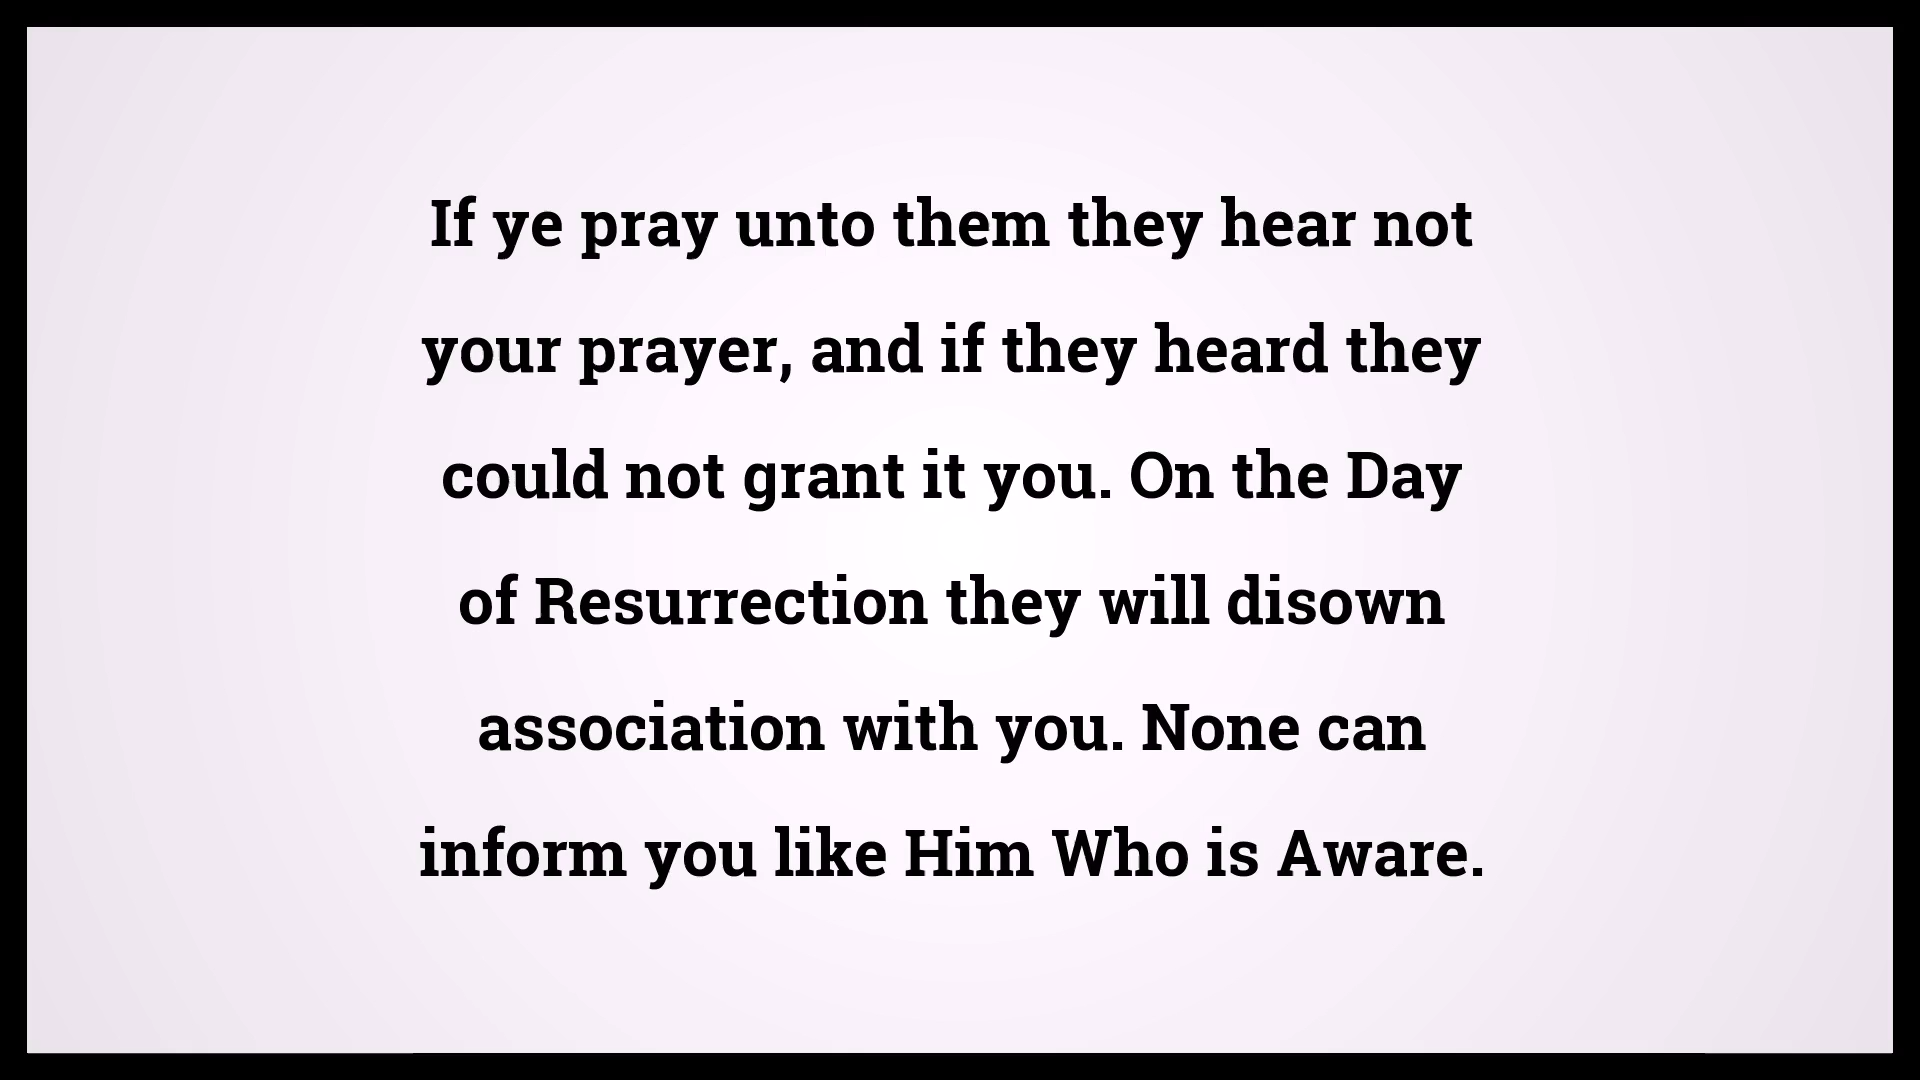 If ye pray unto them they hear not
your prayer, and if they heard they
could not grant it you. On the Day
of Resurrection they will disown
association with you. None can
inform you like Him Who is Aware.